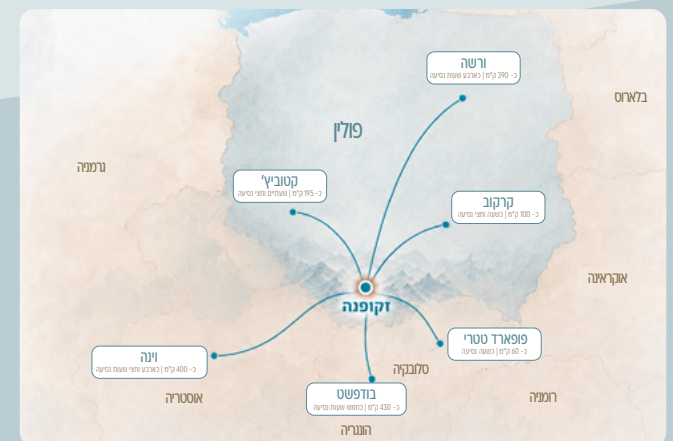 ורשה
כ- 390 ק"מ | כארבע שעות נסיעה
בלארוס
פולין
גרמניה
קטוביץ'
כ- 195 ק"מ | שעתיים וחצי נסיעה
קרקוב
כ- 100 ק"מ | כשעה וחצי נסיעה
אוקראינה
זקופנה
פופארד טטרי
כ- 60 ק"מ | כשעה נסיעה
וינה
כ- 400 ק"מ | כארבע וחצי שעות נסיעה
סלובקיה
אוסטריה
בודפשט
כ- 430 ק"מ | כחמש שעות נסיעה
רומניה
הונגריה